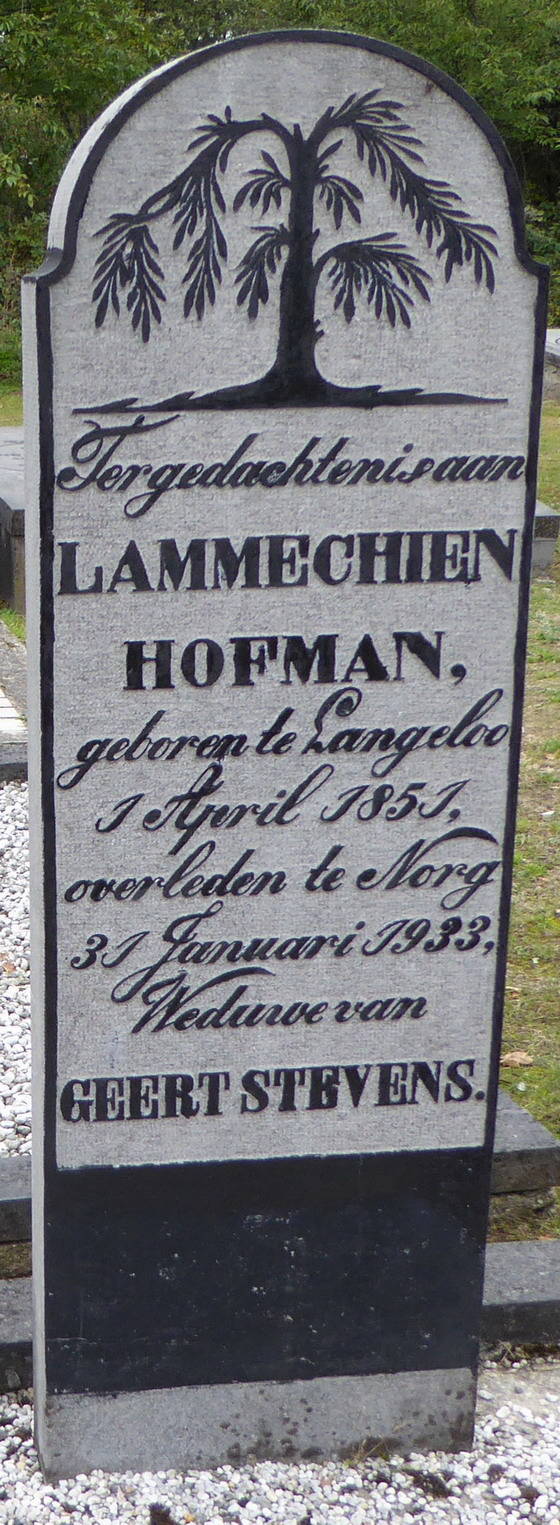 Ter gedachtenis aan
LAMMECHIEN
HOFMAN,
geboren te Langeloo
1 April 1851,
overleden te Norg
31 Januari 1933,
Weduwe van
GEERT STEVENS.